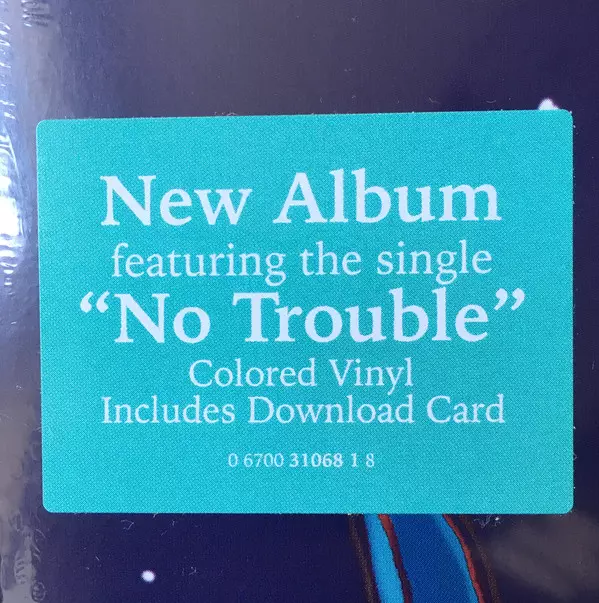 New Album
featuring the single
“No Trouble”
Colored Vinyl
Includes Download Card
0 6700 31068 1 8